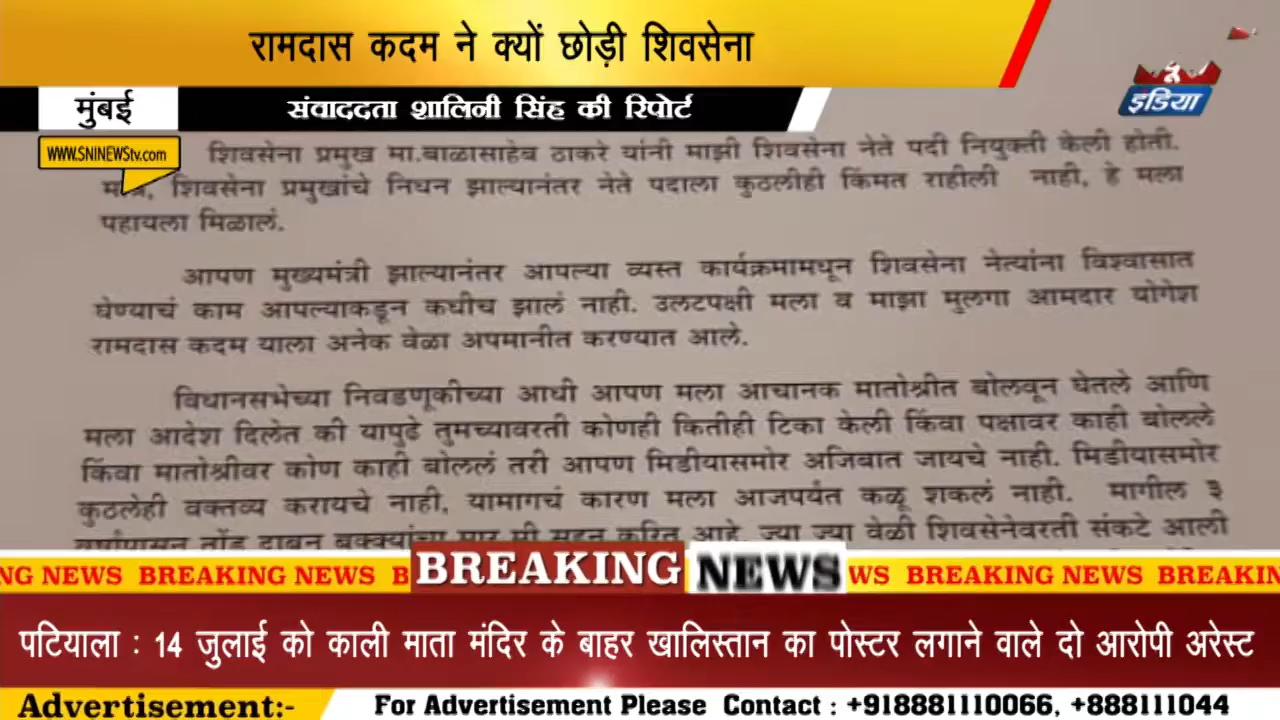 रामदास कदम ने क्यों छोड़ी शिवसेना
मुंबई
संवाददता शालिनी सिंह की रिपोर्ट
इंडिया
WWW.SNINEWStv.com
शिवसेना प्रमुख मा.बाळासाहेब ठाकरे यांनी माझी शिवसेना नेते पदी नियुक्ती केली होती.
मात्र, शिवसेना प्रमुखांचे निधन झाल्यानंतर नेते पदाला कुठलीही किंमत राहीली नाही, हे मला
पहायला मिळालं.
आपण मुख्यमंत्री झाल्यानंतर आपल्या व्यस्त कार्यक्रमामधून शिवसेना नेत्यांना विश्वासात
घेण्याचं काम आपल्याकडून कधीच झालं नाही. उलटपक्षी मला व माझा मुलगा आमदार योगेश
रामदास कदम याला अनेक वेळा अपमानीत करण्यात आले.
विधानसभेच्या निवडणूकीच्या आधी आपण मला आचानक मातोश्रीत बोलवून घेतले आणि
मला आदेश दिलेत की यापुढे तुमच्यावरती कोणही कितीही टिका केली किंवा पक्षावर काही बोलले
किंवा मातोश्रीवर कोण काही बोललं तरी आपण मिडीयासमोर अजिबात जायचे नाही. मिडीयासमोर
कुठलेही वक्तव्य करायचे नाही. यामागचं कारण मला आजपर्यंत कळू शकलं नाही. मागील ३
वर्षांपासून तोंड दाबून बुक्क्यांचा मार मी सहन करित आहे. ज्या ज्या वेळी शिवसेनेवरती संकटे आली
NG NEWS BREAKING NEWS B BREAKING NEWS WS BREAKING NEWS BREAKIN
पटियाला : 14 जुलाई को काली माता मंदिर के बाहर खालिस्तान का पोस्टर लगाने वाले दो आरोपी अरेस्ट
Advertisement:- For Advertisement Please Contact : +918881110066, +888111044